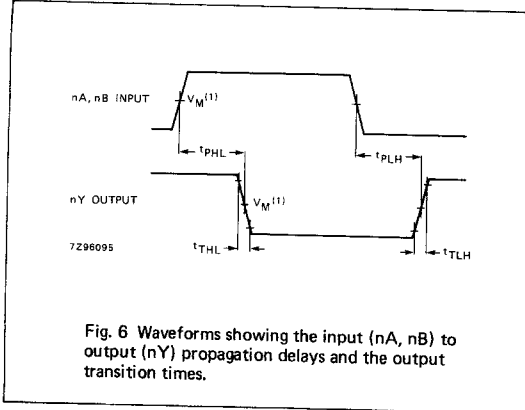 nA, nB INPUT
VM(1)
tPHL
tPLH
nY OUTPUT
VM(1)
7Z96095
tTHL
tTLH
Fig. 6 Waveforms showing the input (nA, nB) to
output (nY) propagation delays and the output
transition times.